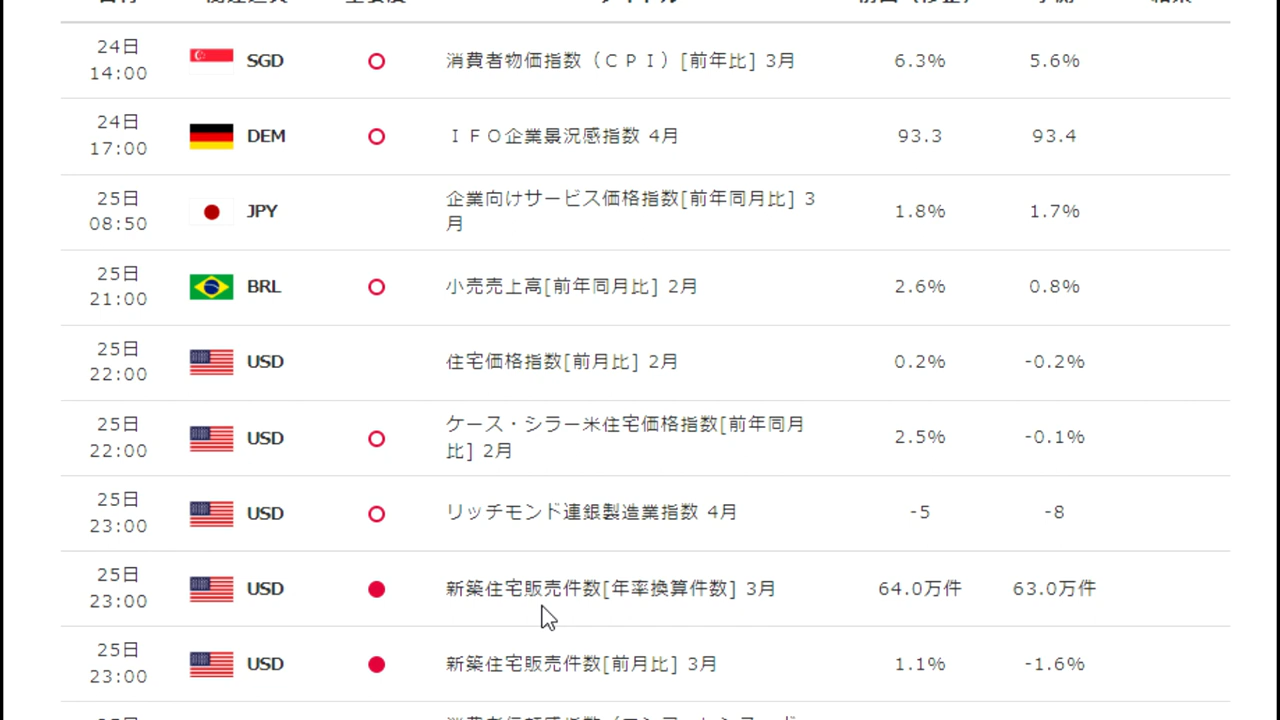 24日
14:00
SGD
消費者物価指数（ＣＰＩ）[前年比] 3月
6.3%
5.6%
24日
17:00
DEM
ＩＦＯ企業景況感指数 4月
93.3
93.4
25日
08:50
JPY
企業向けサービス価格指数[前年同月比] 3
月
1.8%
1.7%
25日
21:00
BRL
小売売上高[前年同月比] 2月
2.6%
0.8%
25日
22:00
USD
住宅価格指数[前月比] 2月
0.2%
-0.2%
25日
22:00
USD
ケース・シラー米住宅価格指数[前年同月
比] 2月
2.5%
-0.1%
25日
23:00
USD
リッチモンド連銀製造業指数 4月
-5
-8
25日
23:00
USD
新築住宅販売件数[年率換算件数] 3月
64.0万件
63.0万件
25日
23:00
USD
新築住宅販売件数[前月比] 3月
1.1%
-1.6%